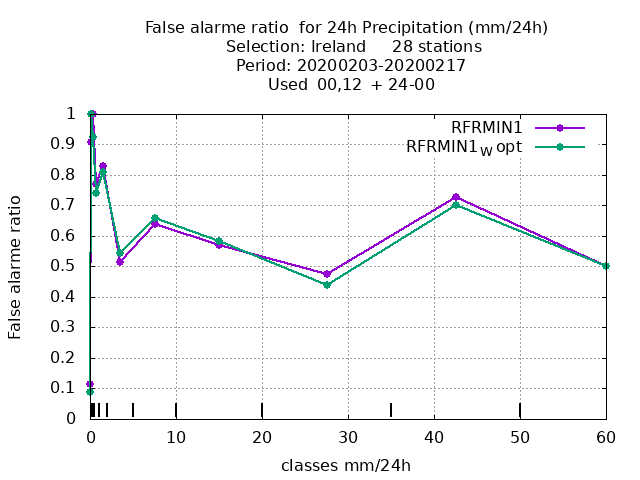 False alarme ratio  for 24h Precipitation (mm/24h)
Selection: Ireland     28 stations
Period: 20200203-20200217
Used  00,12  + 24-00
RFRMIN1
RFRMIN1_W opt
1
0.9
0.8
0.7
0.6
0.5
0.4
0.3
0.2
0.1
0
False alarme ratio
0 10 20 30 40 50 60
classes mm/24h